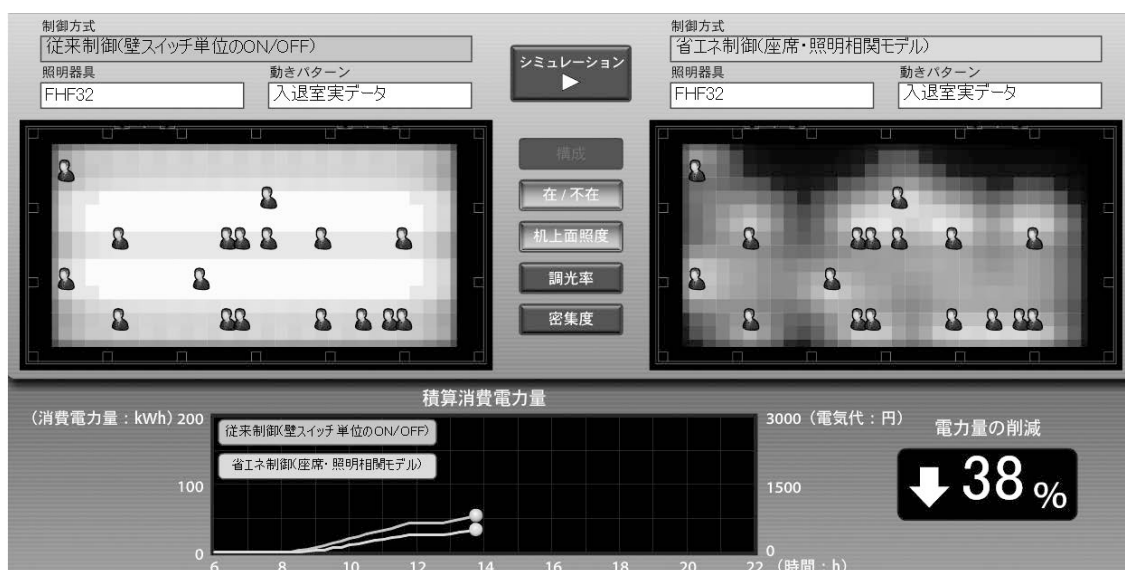 制御方式
従来制御(壁スイッチ単位のON/OFF)
照明器具
動きパターン
FHF32
入退室実データ
シミュレーション
制御方式
省エネ制御(座席・照明相関モデル)
照明器具
動きパターン
FHF32
入退室実データ
構成
在/不在
机上面照度
調光率
密集度
積算消費電力量
(消費電力量:kWh) 200
100
0
従来制御(壁スイッチ単位のON/OFF)
省エネ制御(座席・照明相関モデル)
3000 (電気代:円)
1500
0
6 8 10 12 14 16 18 20 22 (時間:h)
電力量の削減
38%